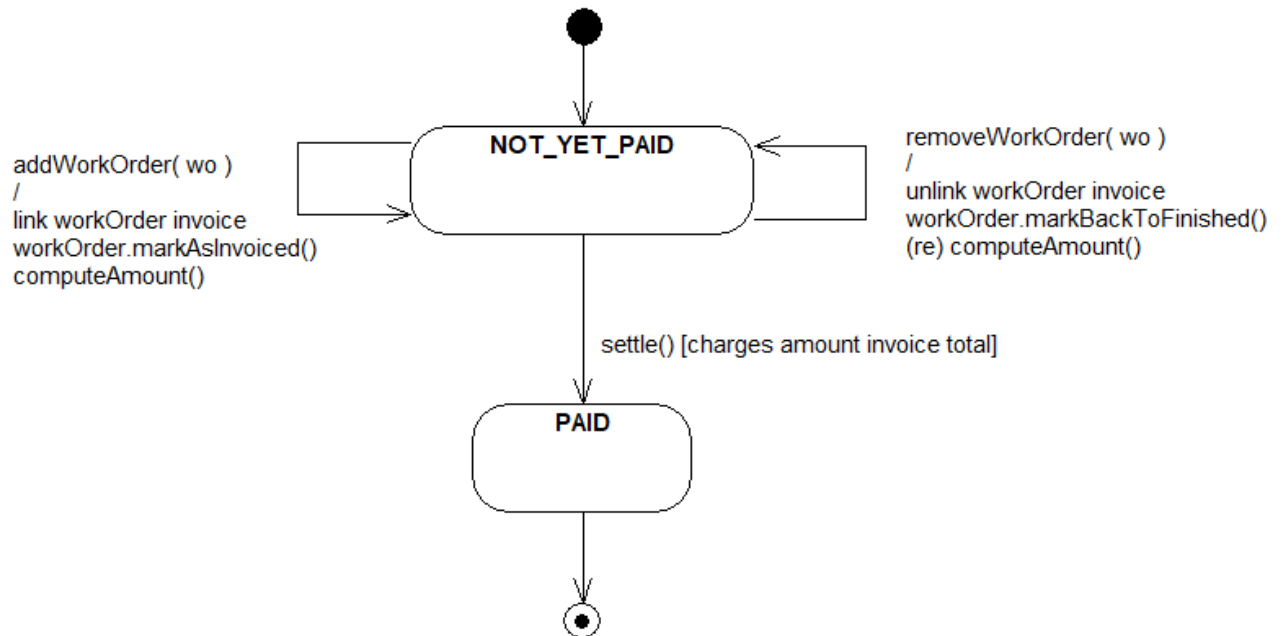 NOT_YET_PAID
addWorkOrder( wo )
/
link workOrder invoice
workOrder.markAsInvoiced()
computeAmount()
removeWorkOrder( wo )
/
unlink workOrder invoice
workOrder.markBackToFinished()
(re) computeAmount()
settle() [charges amount invoice total]
PAID